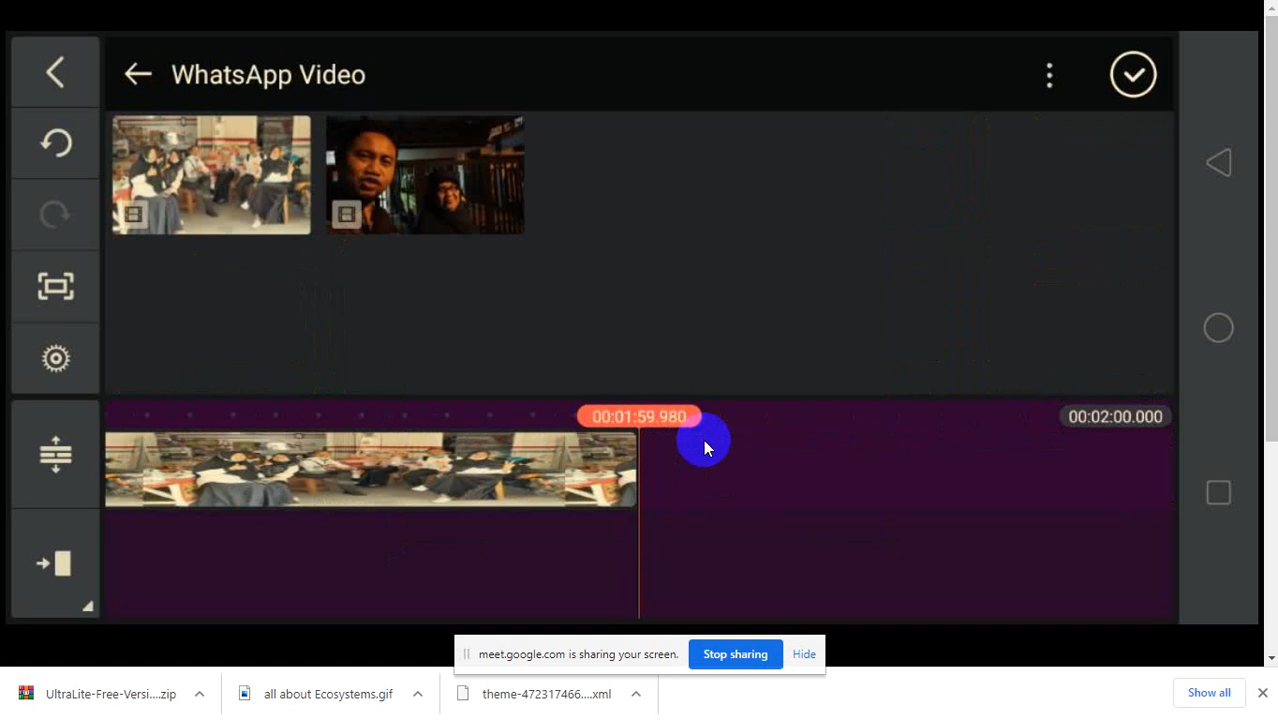 WhatsApp Video
00:01:59.980
00:02:00.000
meet.google.com is sharing your screen.
Stop sharing
Hide
UltraLite-Free-Versi....zip
all about Ecosystems.gif
theme-472317466....xml
Show all